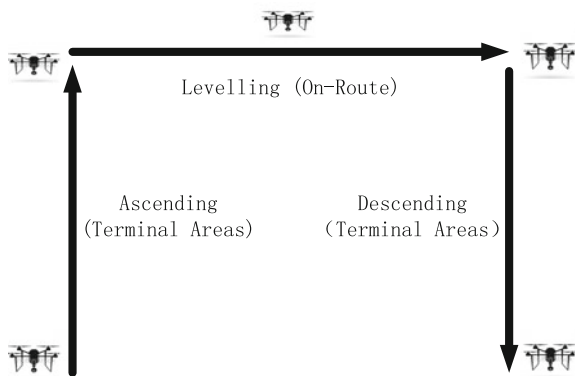 Levelling (On-Route)
Ascending
(Terminal Areas)
Descending
（Terminal Areas）